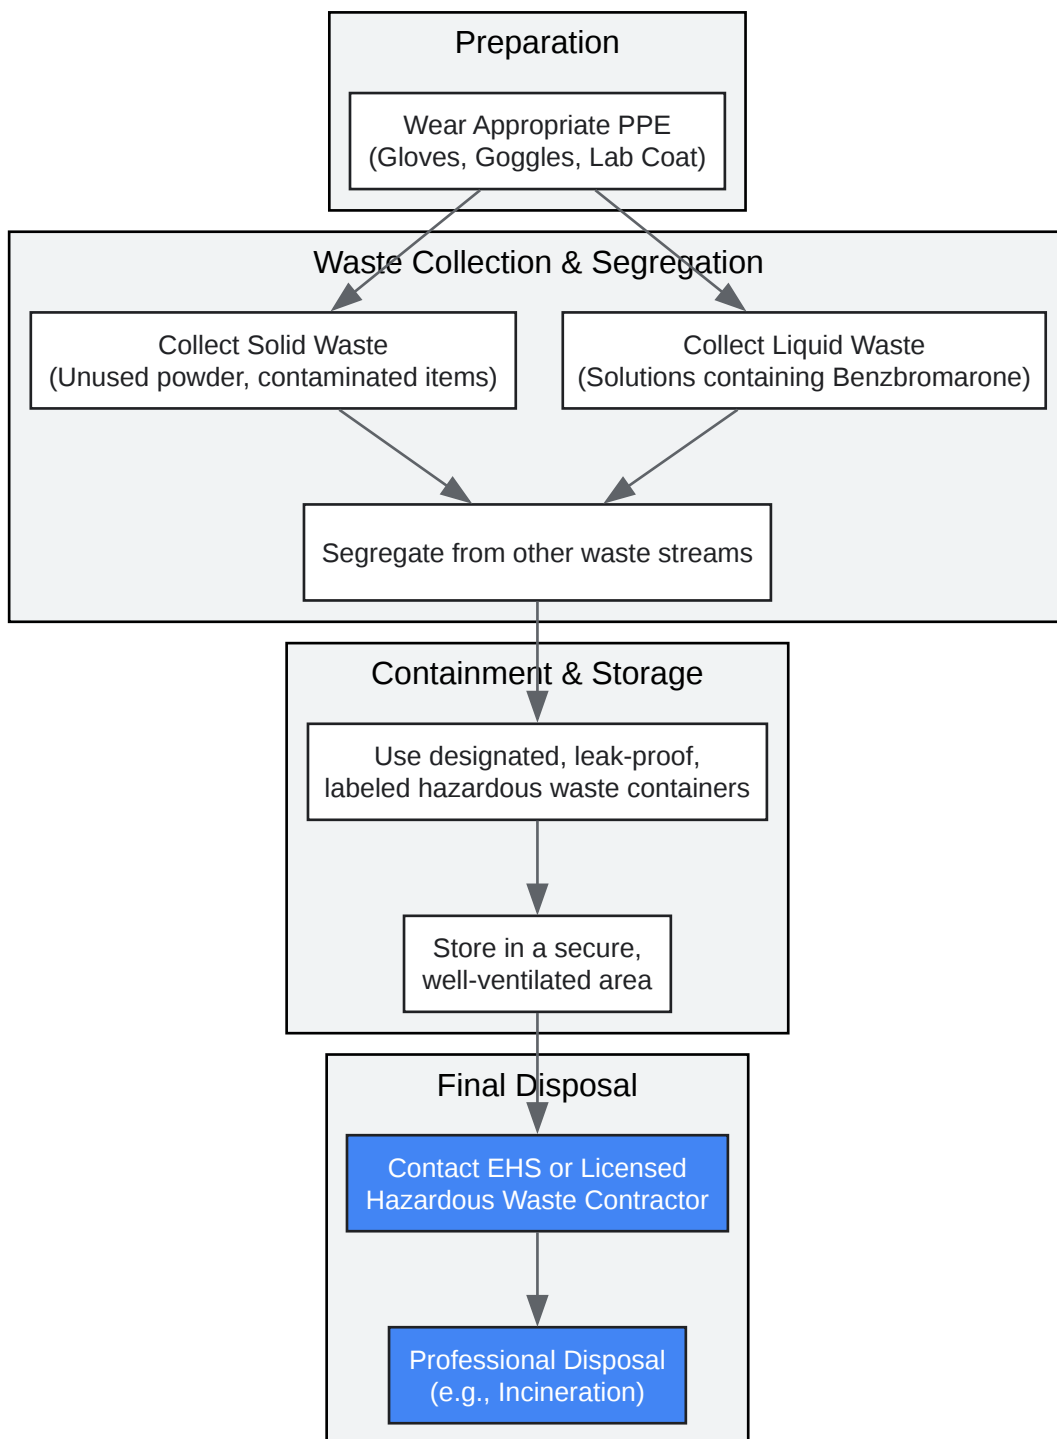 Preparation
Wear Appropriate PPE
(Gloves, Goggles, Lab Coat)
Waste Collection & Segregation
Collect Solid Waste
(Unused powder, contaminated items)
Collect Liquid Waste
(Solutions containing Benzbromarone)
Segregate from other waste streams
Containment & Storage
Use designated, leak-proof,
labeled hazardous waste containers
Store in a secure,
well-ventilated area
Final Disposal
Contact EHS or Licensed
Hazardous Waste Contractor
Professional Disposal
(e.g., Incineration)